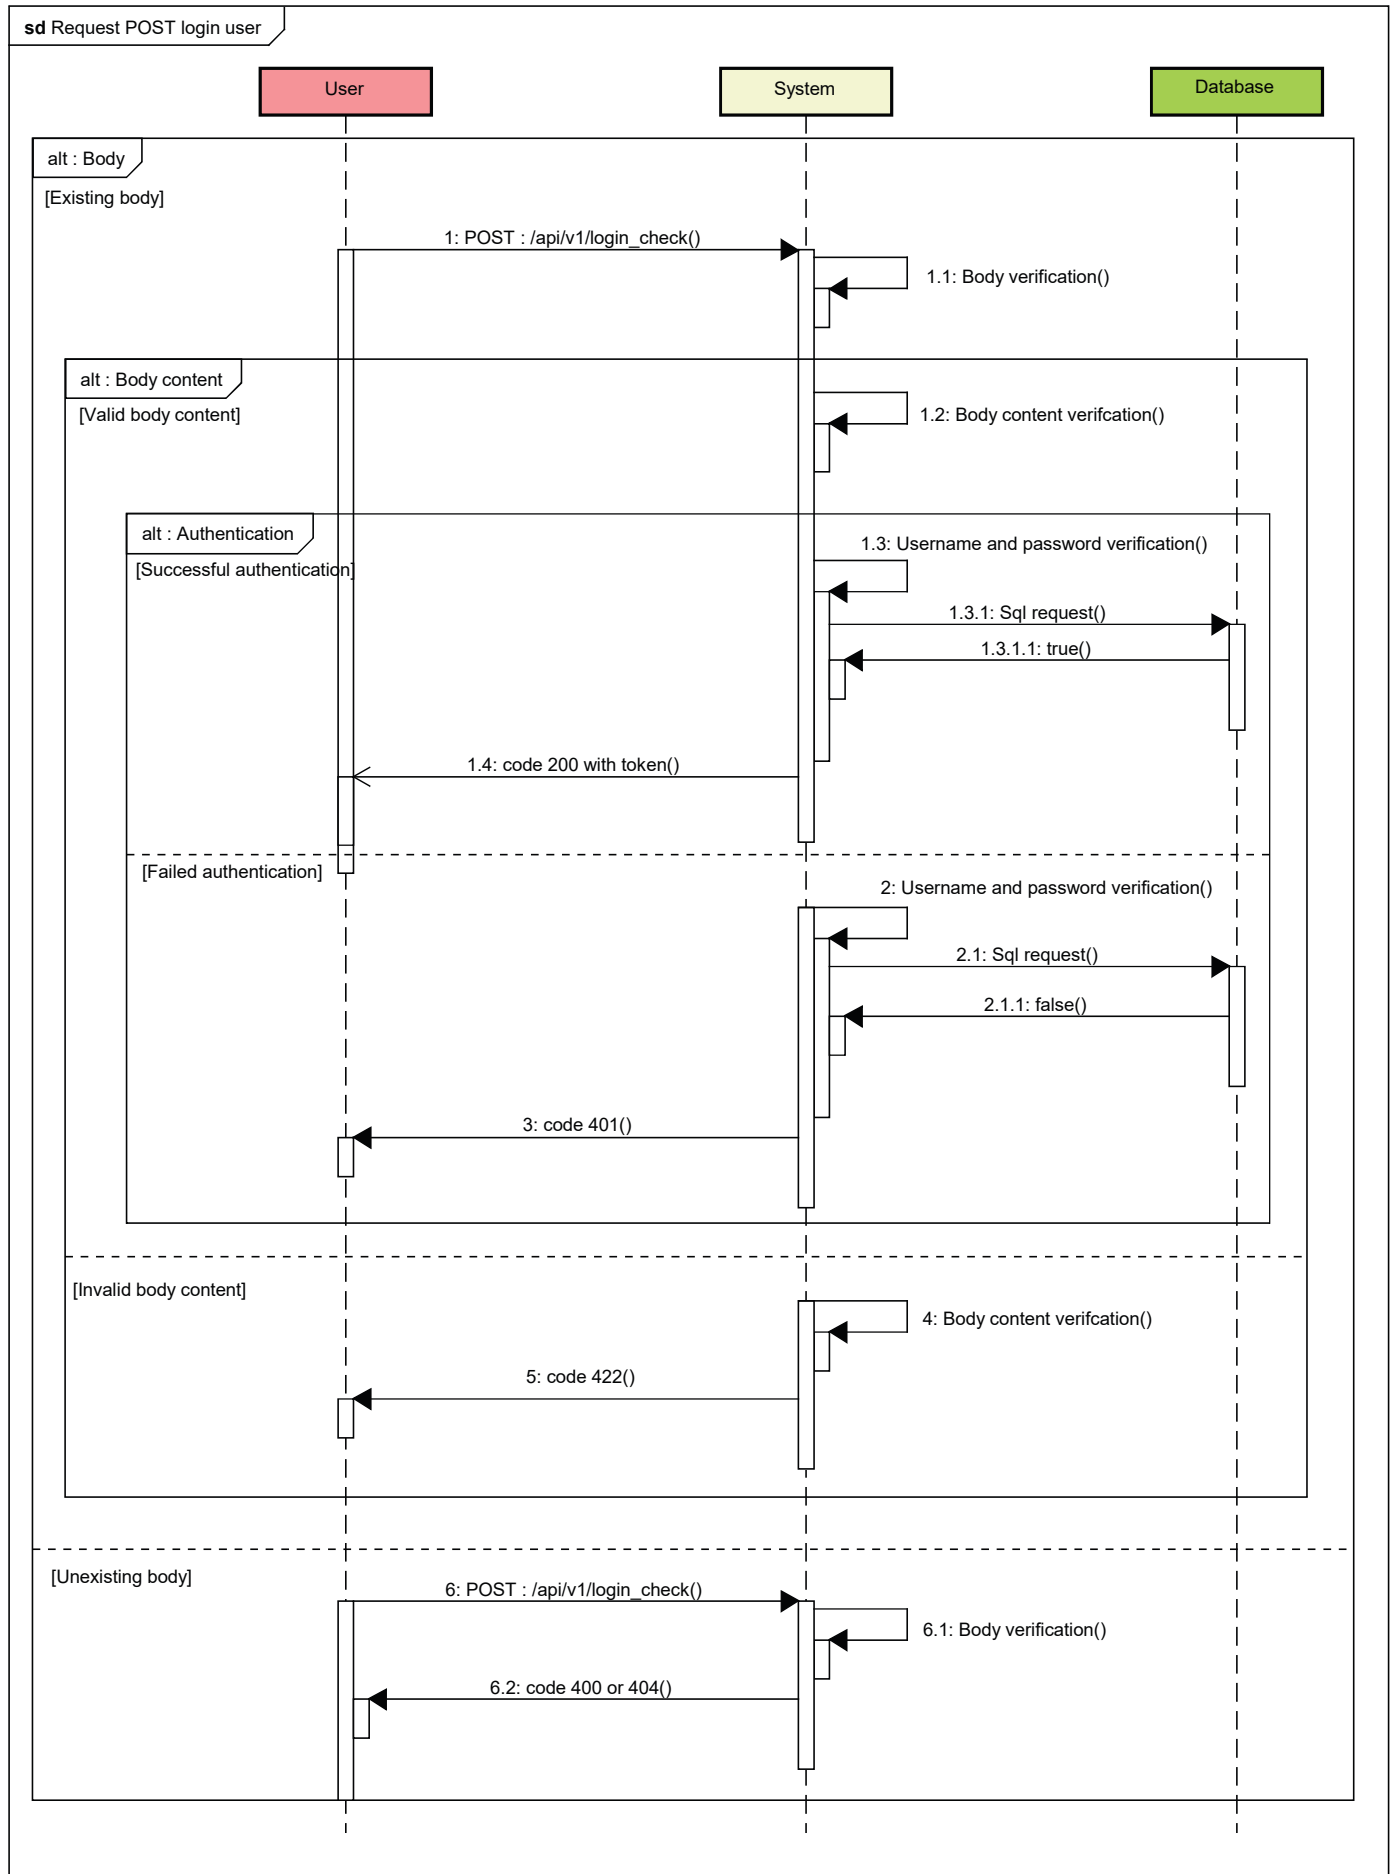 sd Request POST login user
User
System
Database
alt : Body
[Existing body]
1: POST : /api/v1/login_check()
1.1: Body verification()
alt : Body content
[Valid body content]
1.2: Body content verifcation()
alt : Authentication
[Successful authentication]
1.3: Username and password verification()
1.3.1: Sql request()
1.3.1.1: true()
1.4: code 200 with token()
[Failed authentication]
2: Username and password verification()
2.1: Sql request()
2.1.1: false()
3: code 401()
[Invalid body content]
4: Body content verifcation()
5: code 422()
[Unexisting body]
6: POST : /api/v1/login_check()
6.1: Body verification()
6.2: code 400 or 404()